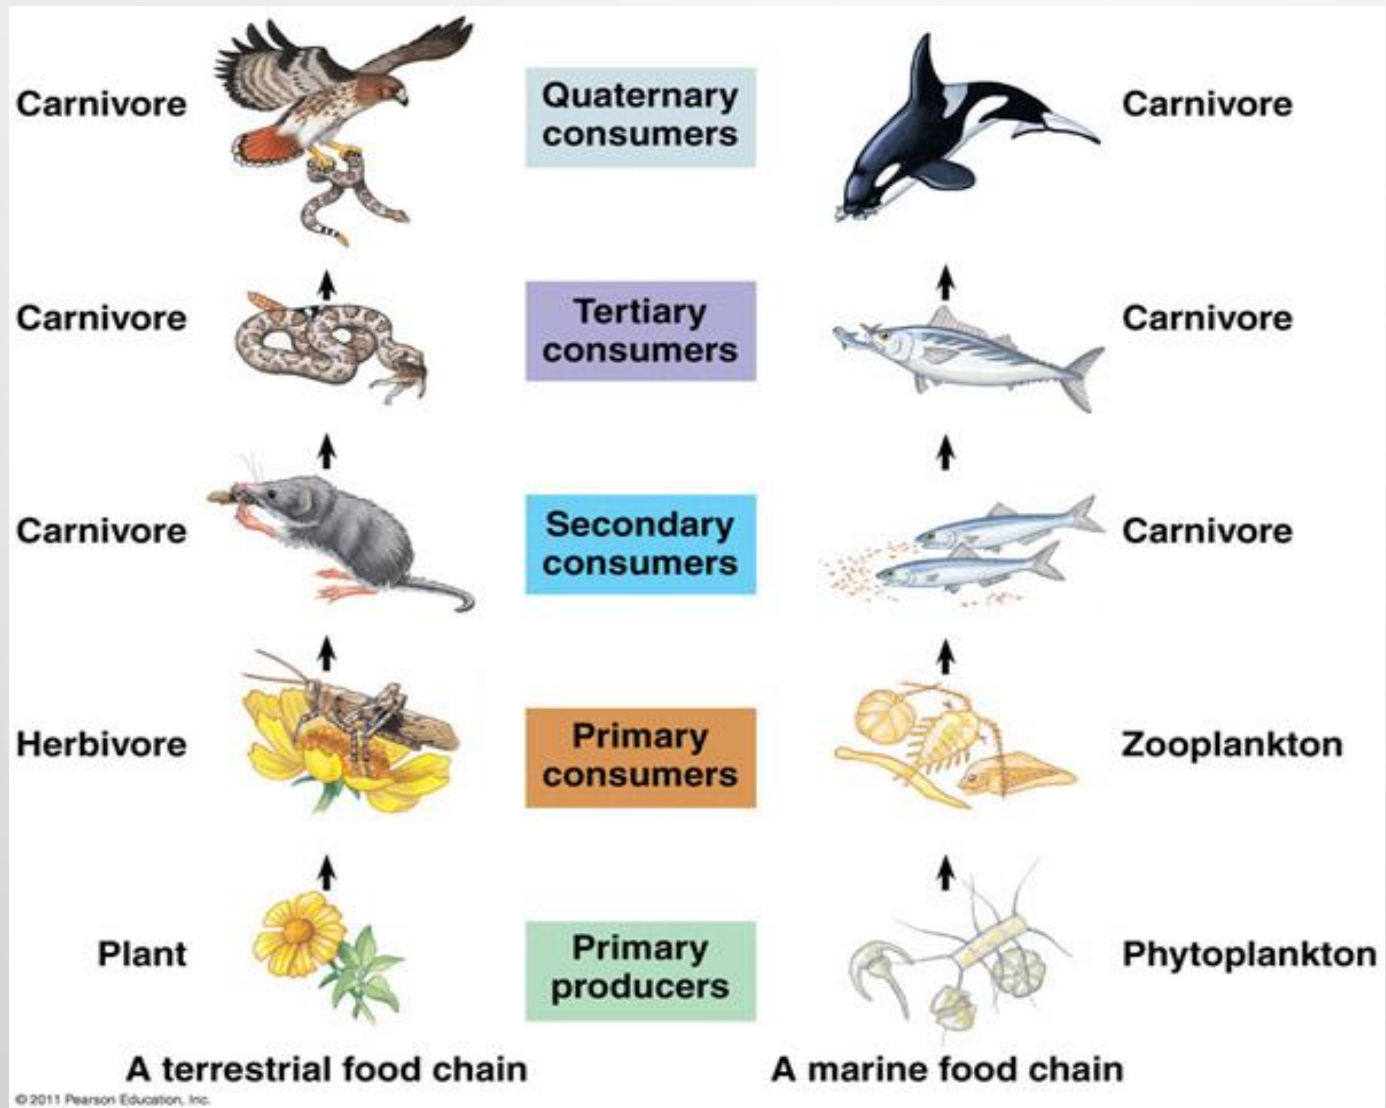 Carnivore
Quaternary
consumers
Carnivore
Carnivore
Tertiary
consumers
Carnivore
Carnivore
Secondary
consumers
Carnivore
Herbivore
Primary
consumers
Zooplankton
Plant
Primary
producers
Phytoplankton
A terrestrial food chain
A marine food chain
© 2011 Pearson Education, Inc.